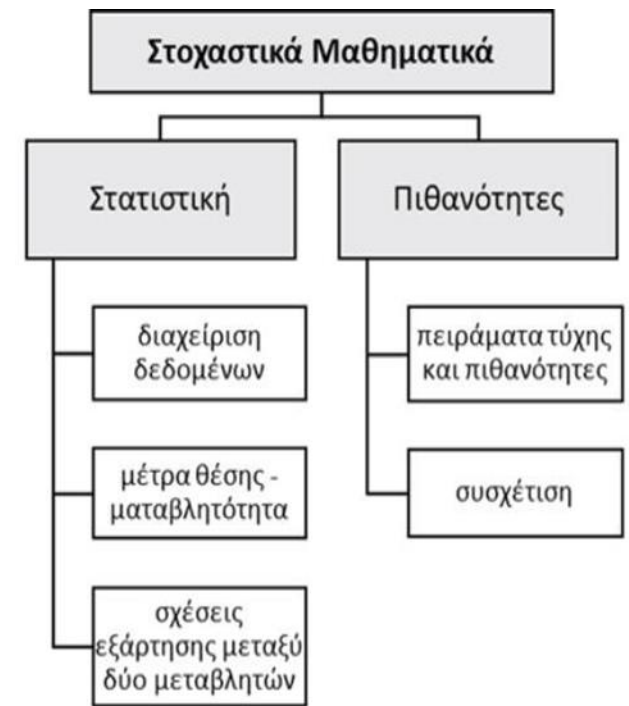 Στοχαστικά Μαθηματικά
Στατιστική
διαχείριση
δεδομένων
μέτρα θέσης -
ματαβλητότητα
σχέσεις
εξάρτησης μεταξύ
δύο μεταβλητών
Πιθανότητες
πειράματα τύχης
και πιθανότητες
συσχέτιση